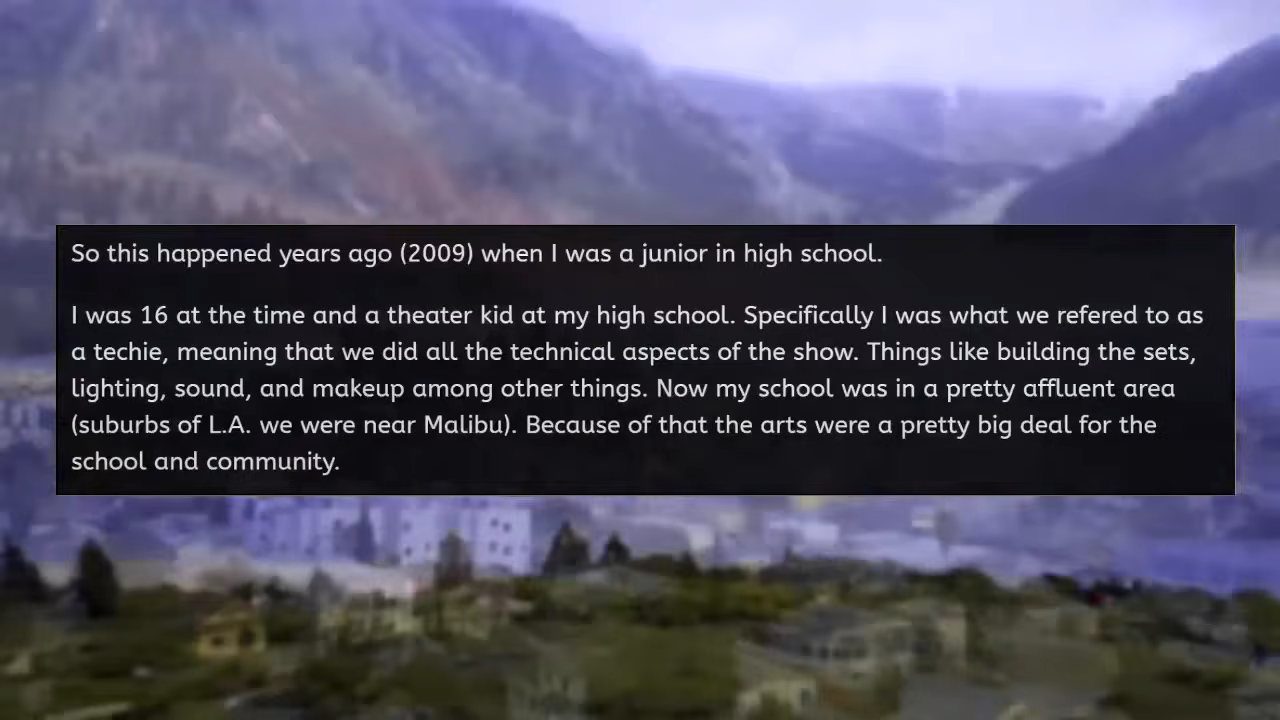 So this happened years ago (2009) when I was a junior in high school.
I was 16 at the time and a theater kid at my high school. Specifically I was what we refered to as
a techie, meaning that we did all the technical aspects of the show. Things like building the sets,
lighting, sound, and makeup among other things. Now my school was in a pretty affluent area
(suburbs of L.A. we were near Malibu). Because of that the arts were a pretty big deal for the
school and community.